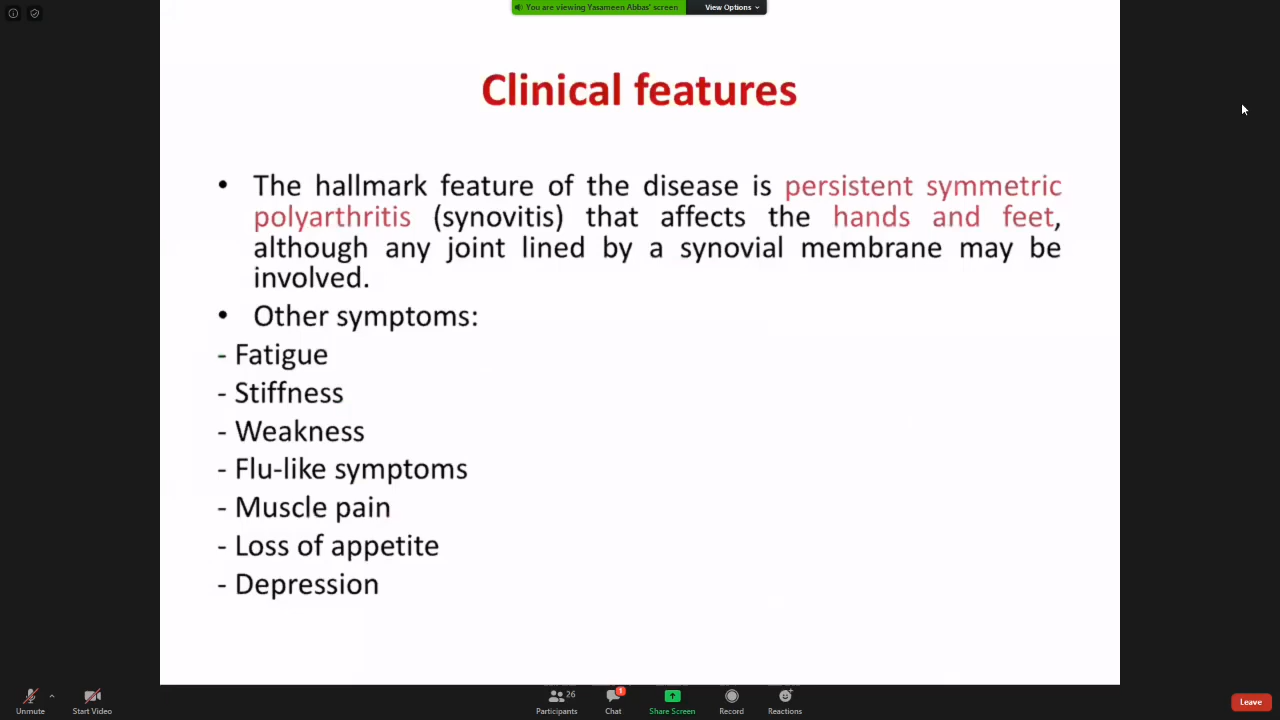 You are viewing Yasameen Abbas' screen
View Options
Clinical features
• The hallmark feature of the disease is persistent symmetric
polyarthritis (synovitis) that affects the hands and feet,
although any joint lined by a synovial membrane may be
involved.
• Other symptoms:
- Fatigue
- Stiffness
- Weakness
- Flu-like symptoms
- Muscle pain
- Loss of appetite
- Depression
Unmute
Start Video
26
Participants
1
Chat
Share Screen
Record
Reactions
Leave